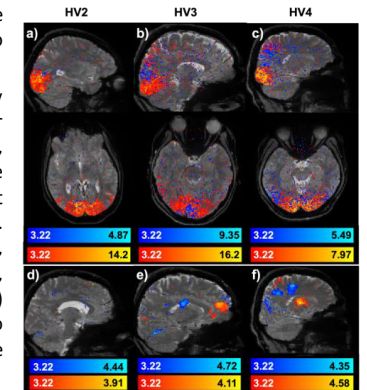 HV2 HV3 HV4
a) b) c)
3.22 4.87 3.22 9.35 3.22 5.49
3.22 14.2 3.22 16.2 3.22 7.97
d) e) f)
3.22 4.44 3.22 4.72 3.22 4.35
3.22 3.91 3.22 4.11 3.22 4.58